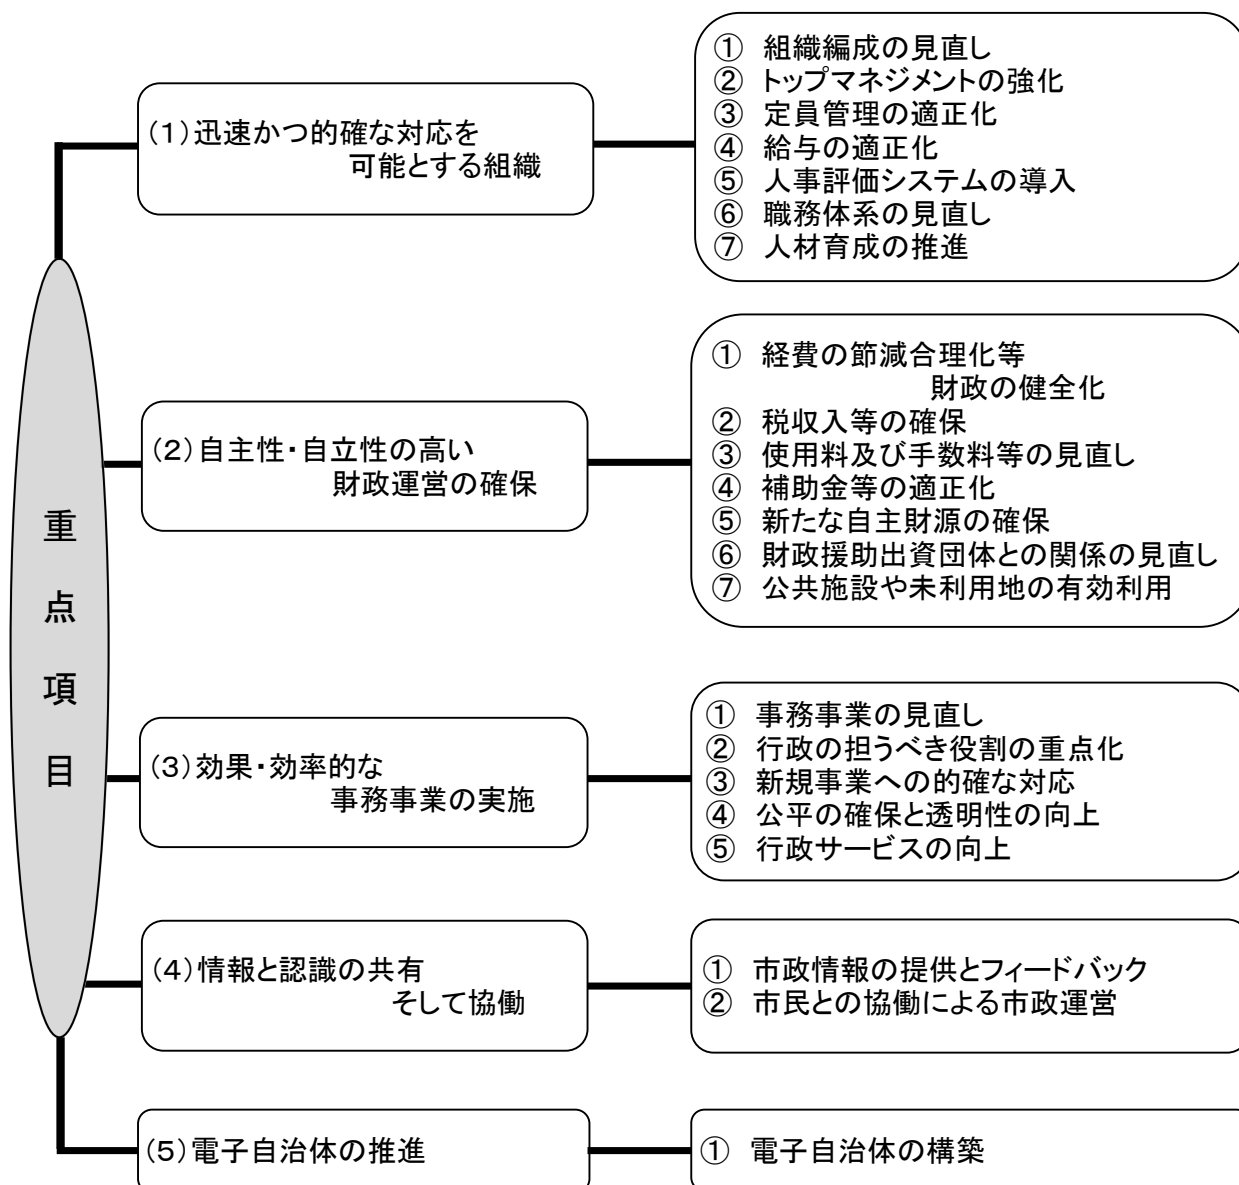 重点項目
(1)迅速かつ的確な対応を
可能とする組織
① 組織編成の見直し
② トップマネジメントの強化
③ 定員管理の適正化
④ 給与の適正化
⑤ 人事評価システムの導入
⑥ 職務体系の見直し
⑦ 人材育成の推進
(2)自主性・自立性の高い
財政運営の確保
① 経費の節減合理化等
財政の健全化
② 税収入等の確保
③ 使用料及び手数料等の見直し
④ 補助金等の適正化
⑤ 新たな自主財源の確保
⑥ 財政援助出資団体との関係の見直し
⑦ 公共施設や未利用地の有効利用
(3)効果・効率的な
事務事業の実施
① 事務事業の見直し
② 行政の担うべき役割の重点化
③ 新規事業への的確な対応
④ 公平の確保と透明性の向上
⑤ 行政サービスの向上
(4)情報と認識の共有
そして協働
① 市政情報の提供とフィードバック
② 市民との協働による市政運営
(5)電子自治体の推進
① 電子自治体の構築